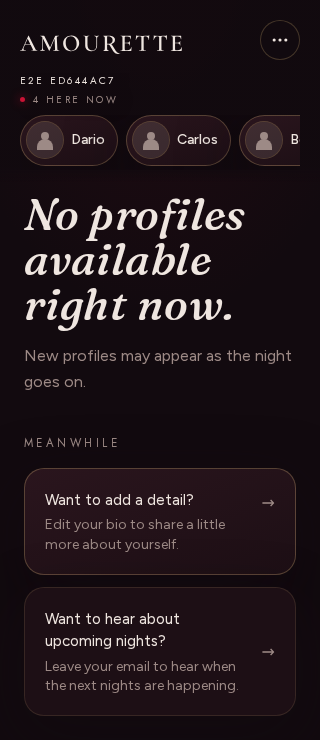 AMOURETTE
E2E ED644AC7
4 HERE NOW
Dario
Carlos
No profiles
available
right now.
New profiles may appear as the night
goes on.
MEANWHILE
Want to add a detail?
→
Edit your bio to share a little
more about yourself.
Want to hear about
upcoming nights?
→
Leave your email to hear when
the next nights are happening.